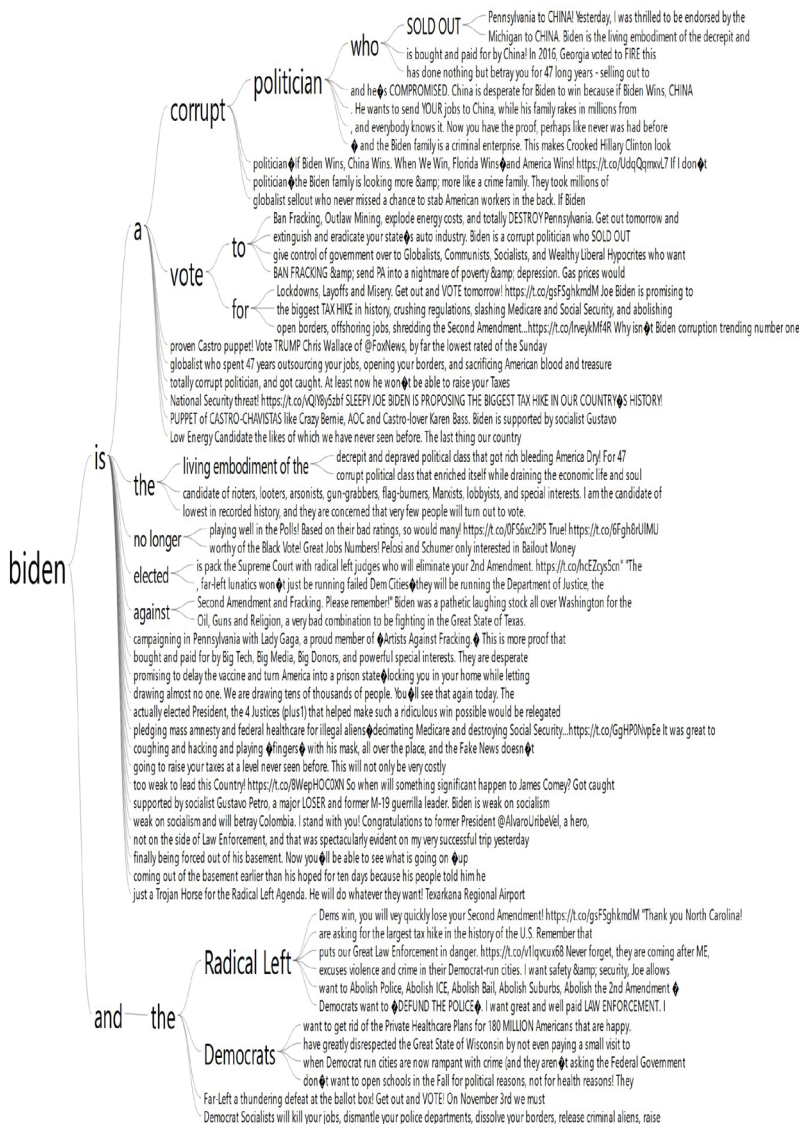 SOLD OUT
Pennsylvania to CHINA! Yesterday, I was thrilled to be endorsed by the
Michigan to CHINA. Biden is the living embodiment of the decrepit and
who
is bought and paid for by China! In 2016, Georgia voted to FIRE this
has done nothing but betray you for 47 long years - selling out to
politician
and he�s COMPROMISED. China is desperate for Biden to win because if Biden Wins, CHINA
. He wants to send YOUR jobs to China, while his family rakes in millions from
corrupt
, and everybody knows it. Now you have the proof, perhaps like never was had before
� and the Biden family is a criminal enterprise. This makes Crooked Hillary Clinton look
politician�If Biden Wins, China Wins. When We Win, Florida Wins�and America Wins! https://t.co/UdqQqmxvL7 If I don�t
politician�the Biden family is looking more &amp; more like a crime family. They took millions of
globalist sellout who never missed a chance to stab American workers in the back. If Biden
a
Ban Fracking, Outlaw Mining, explode energy costs, and totally DESTROY Pennsylvania. Get out tomorrow and
to
extinguish and eradicate your state�s auto industry. Biden is a corrupt politician who SOLD OUT
give control of government over to Globalists, Communists, Socialists, and Wealthy Liberal Hypocrites who want
vote
BAN FRACKING &amp; send PA into a nightmare of poverty &amp; depression. Gas prices would
Lockdowns, Layoffs and Misery. Get out and VOTE tomorrow! https://t.co/gsFSghkmdM Joe Biden is promising to
for
the biggest TAX HIKE in history, crushing regulations, slashing Medicare and Social Security, and abolishing
open borders, offshoring jobs, shredding the Second Amendment...https://t.co/IrveykMf4R Why isn�t Biden corruption trending number one
proven Castro puppet! Vote TRUMP Chris Wallace of @FoxNews, by far the lowest rated of the Sunday
globalist who spent 47 years outsourcing your jobs, opening your borders, and sacrificing American blood and treasure
totally corrupt politician, and got caught. At least now he won�t be able to raise your Taxes
National Security threat! https://t.co/vQIY8y5zbf SLEEPY JOE BIDEN IS PROPOSING THE BIGGEST TAX HIKE IN OUR COUNTRY�S HISTORY!
PUPPET of CASTRO-CHAVISTAS like Crazy Bernie, AOC and Castro-lover Karen Bass. Biden is supported by socialist Gustavo
Low Energy Candidate the likes of which we have never seen before. The last thing our country
is
the
living embodiment of the
decrepit and depraved political class that got rich bleeding America Dry! For 47
corrupt political class that enriched itself while draining the economic life and soul
candidate of rioters, looters, arsonists, gun-grabbers, flag-burners, Marxists, lobbyists, and special interests. I am the candidate of
lowest in recorded history, and they are concerned that very few people will turn out to vote.
no longer
playing well in the Polls! Based on their bad ratings, so would many! https://t.co/0FS6xc2IP5 True! https://t.co/6Fgh8rUIMU
worthy of the Black Vote! Great Jobs Numbers! Pelosi and Schumer only interested in Bailout Money
biden
elected
is pack the Supreme Court with radical left judges who will eliminate your 2nd Amendment. https://t.co/hcEZcys5cn" "The
, far-left lunatics won�t just be running failed Dem Cities�they will be running the Department of Justice, the
against
Second Amendment and Fracking. Please remember!" Biden was a pathetic laughing stock all over Washington for the
Oil, Guns and Religion, a very bad combination to be fighting in the Great State of Texas.
campaigning in Pennsylvania with Lady Gaga, a proud member of �Artists Against Fracking.� This is more proof that
bought and paid for by Big Tech, Big Media, Big Donors, and powerful special interests. They are desperate
promising to delay the vaccine and turn America into a prison state�locking you in your home while letting
drawing almost no one. We are drawing tens of thousands of people. You�ll see that again today. The
actually elected President, the 4 Justices (plus1) that helped make such a ridiculous win possible would be relegated
pledging mass amnesty and federal healthcare for illegal aliens�decimating Medicare and destroying Social Security...https://t.co/GgHP0NvpEe It was great to
coughing and hacking and playing �fingers� with his mask, all over the place, and the Fake News doesn�t
going to raise your taxes at a level never seen before. This will not only be very costly
too weak to lead this Country! https://t.co/8WepHOC0XN So when will something significant happen to James Comey? Got caught
supported by socialist Gustavo Petro, a major LOSER and former M-19 guerilla leader. Biden is weak on socialism
weak on socialism and will betray Colombia. I stand with you! Congratulations to former President @AlvaroUribeVel, a hero,
not on the side of Law Enforcement, and that was spectacularly evident on my very successful trip yesterday
finally being forced out of his basement. Now you�ll be able to see what is going on �up
coming out of the basement earlier than his hoped for ten days because his people told him he
just a Trojan Horse for the Radical Left Agenda. He will do whatever they want! Texarkana Regional Airport
and
the
Radical Left
Dems win, you will vey quickly lose your Second Amendment! https://t.co/gsFSghkmdM "Thank you North Carolina!
are asking for the largest tax hike in the history of the U.S. Remember that
puts our Great Law Enforcement in danger. https://t.co/v1lqvcux68 Never forget, they are coming after ME,
excuses violence and crime in their Democrat-run cities. I want safety &amp; security, Joe allows
want to Abolish Police, Abolish ICE, Abolish Bail, Abolish Suburbs, Abolish the 2nd Amendment �
Democrats want to �DEFUND THE POLICE�. I want great and well paid LAW ENFORCEMENT. I
Democrats
want to get rid of the Private Healthcare Plans for 180 MILLION Americans that are happy.
have greatly disrespected the Great State of Wisconsin by not even paying a small visit to
when Democrat run cities are now rampant with crime (and they aren�t asking the Federal Government
don�t want to open schools in the Fall for political reasons, not for health reasons! They
Far-Left a thundering defeat at the ballot box! Get out and VOTE! On November 3rd we must
Democrat Socialists will kill your jobs, dismantle your police departments, dissolve your borders, release criminal aliens, raise